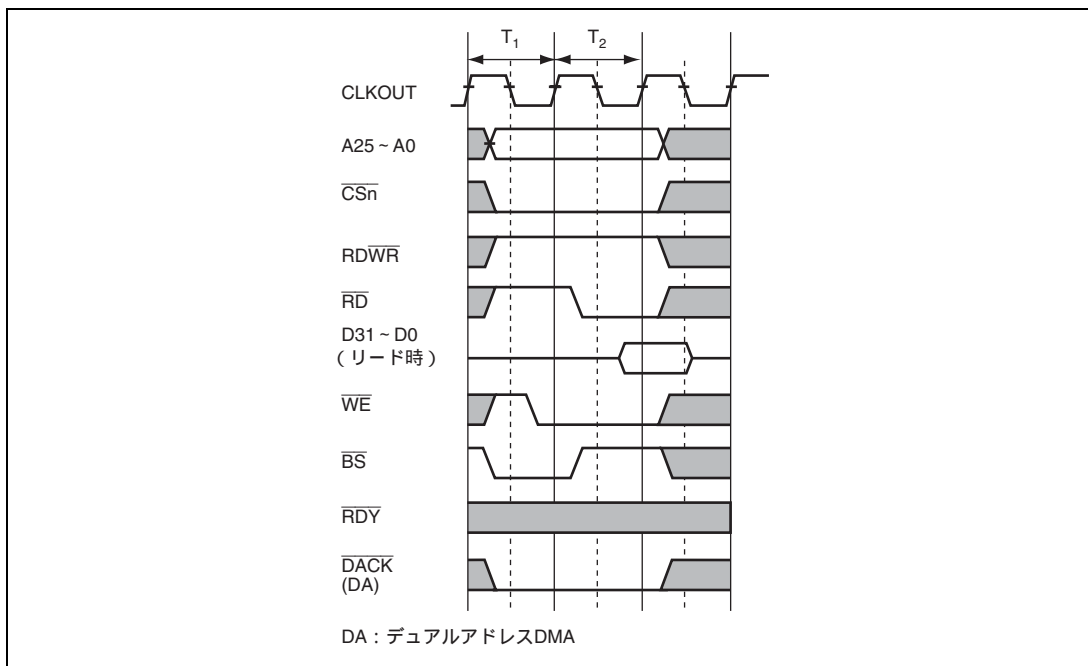 T1 T2
CLKOUT
A25 ~ A0
CSn
RDWR
RD
D31 ~ D0
( リード時 )
WE
BS
RDY
DACK
(DA)
DA : デュアルアドレスDMA